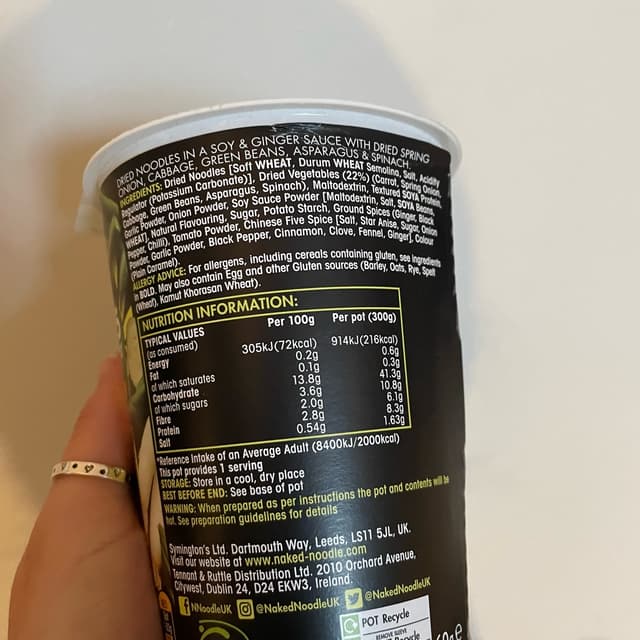 DRIED NOODLES IN A SOY & GINGER SAUCE WITH DRIED SPRING
ONION, CABBAGE, GREEN BEANS, ASPARAGUS & SPINACH.
INGREDIENTS: Dried Noodles [Soft WHEAT, Durum WHEAT Semolina, Salt, Acidity
Regulator (Potassium Carbonate)], Dried Vegetables (22%) (Carrot, Spring Onion,
Cabbage, Green Beans, Asparagus, Spinach), Maltodextrin, Textured SOYA Protein,
Garlic Powder, Onion Powder, Soy Sauce Powder [Maltodextrin, Salt, SOYA Beans,
WHEAT], Natural Flavouring, Sugar, Potato Starch, Ground Spices (Ginger, Black
Pepper, Chilli), Tomato Powder, Chinese Five Spice [Salt, Star Anise, Sugar, Onion
Powder, Garlic Powder, Black Pepper, Cinnamon, Clove, Fennel, Ginger], Colour
(Plain Caramel).
ALLERGY ADVICE: For allergens, including cereals containing gluten, see ingredients
in BOLD. May also contain Egg and other Gluten sources (Barley, Oats, Rye, Spelt
(Wheat), Kamut Khorasan Wheat).
NUTRITION INFORMATION:
TYPICAL VALUES Per 100g Per pot (300g)
(as consumed)
Energy 305kJ(72kcal) 914kJ(216kcal)
Fat 0.2g 0.6g
of which saturates 0.1g 0.3g
Carbohydrate 13.8g 41.3g
of which sugars 3.6g 10.8g
Fibre 2.0g 6.1g
Protein 2.8g 8.3g
Salt 0.54g 1.63g
*Reference Intake of an Average Adult (8400kJ/2000kcal)
This pot provides 1 serving
STORAGE: Store in a cool, dry place
BEST BEFORE END: See base of pot
WARNING: When prepared as per instructions the pot and contents will be
hot. See preparation guidelines for details
Symington's Ltd. Dartmouth Way, Leeds, LS11 5JL, UK.
Visit our website at www.naked-noodle.com
Tennant & Ruttle Distribution Ltd. 2010 Orchard Avenue,
Citywest, Dublin 24, D24 EKW3, Ireland.
NNoodleUK @NakedNoodleUK @NakedNoodleUK
POT Recycle
REMOVE SLEEVE